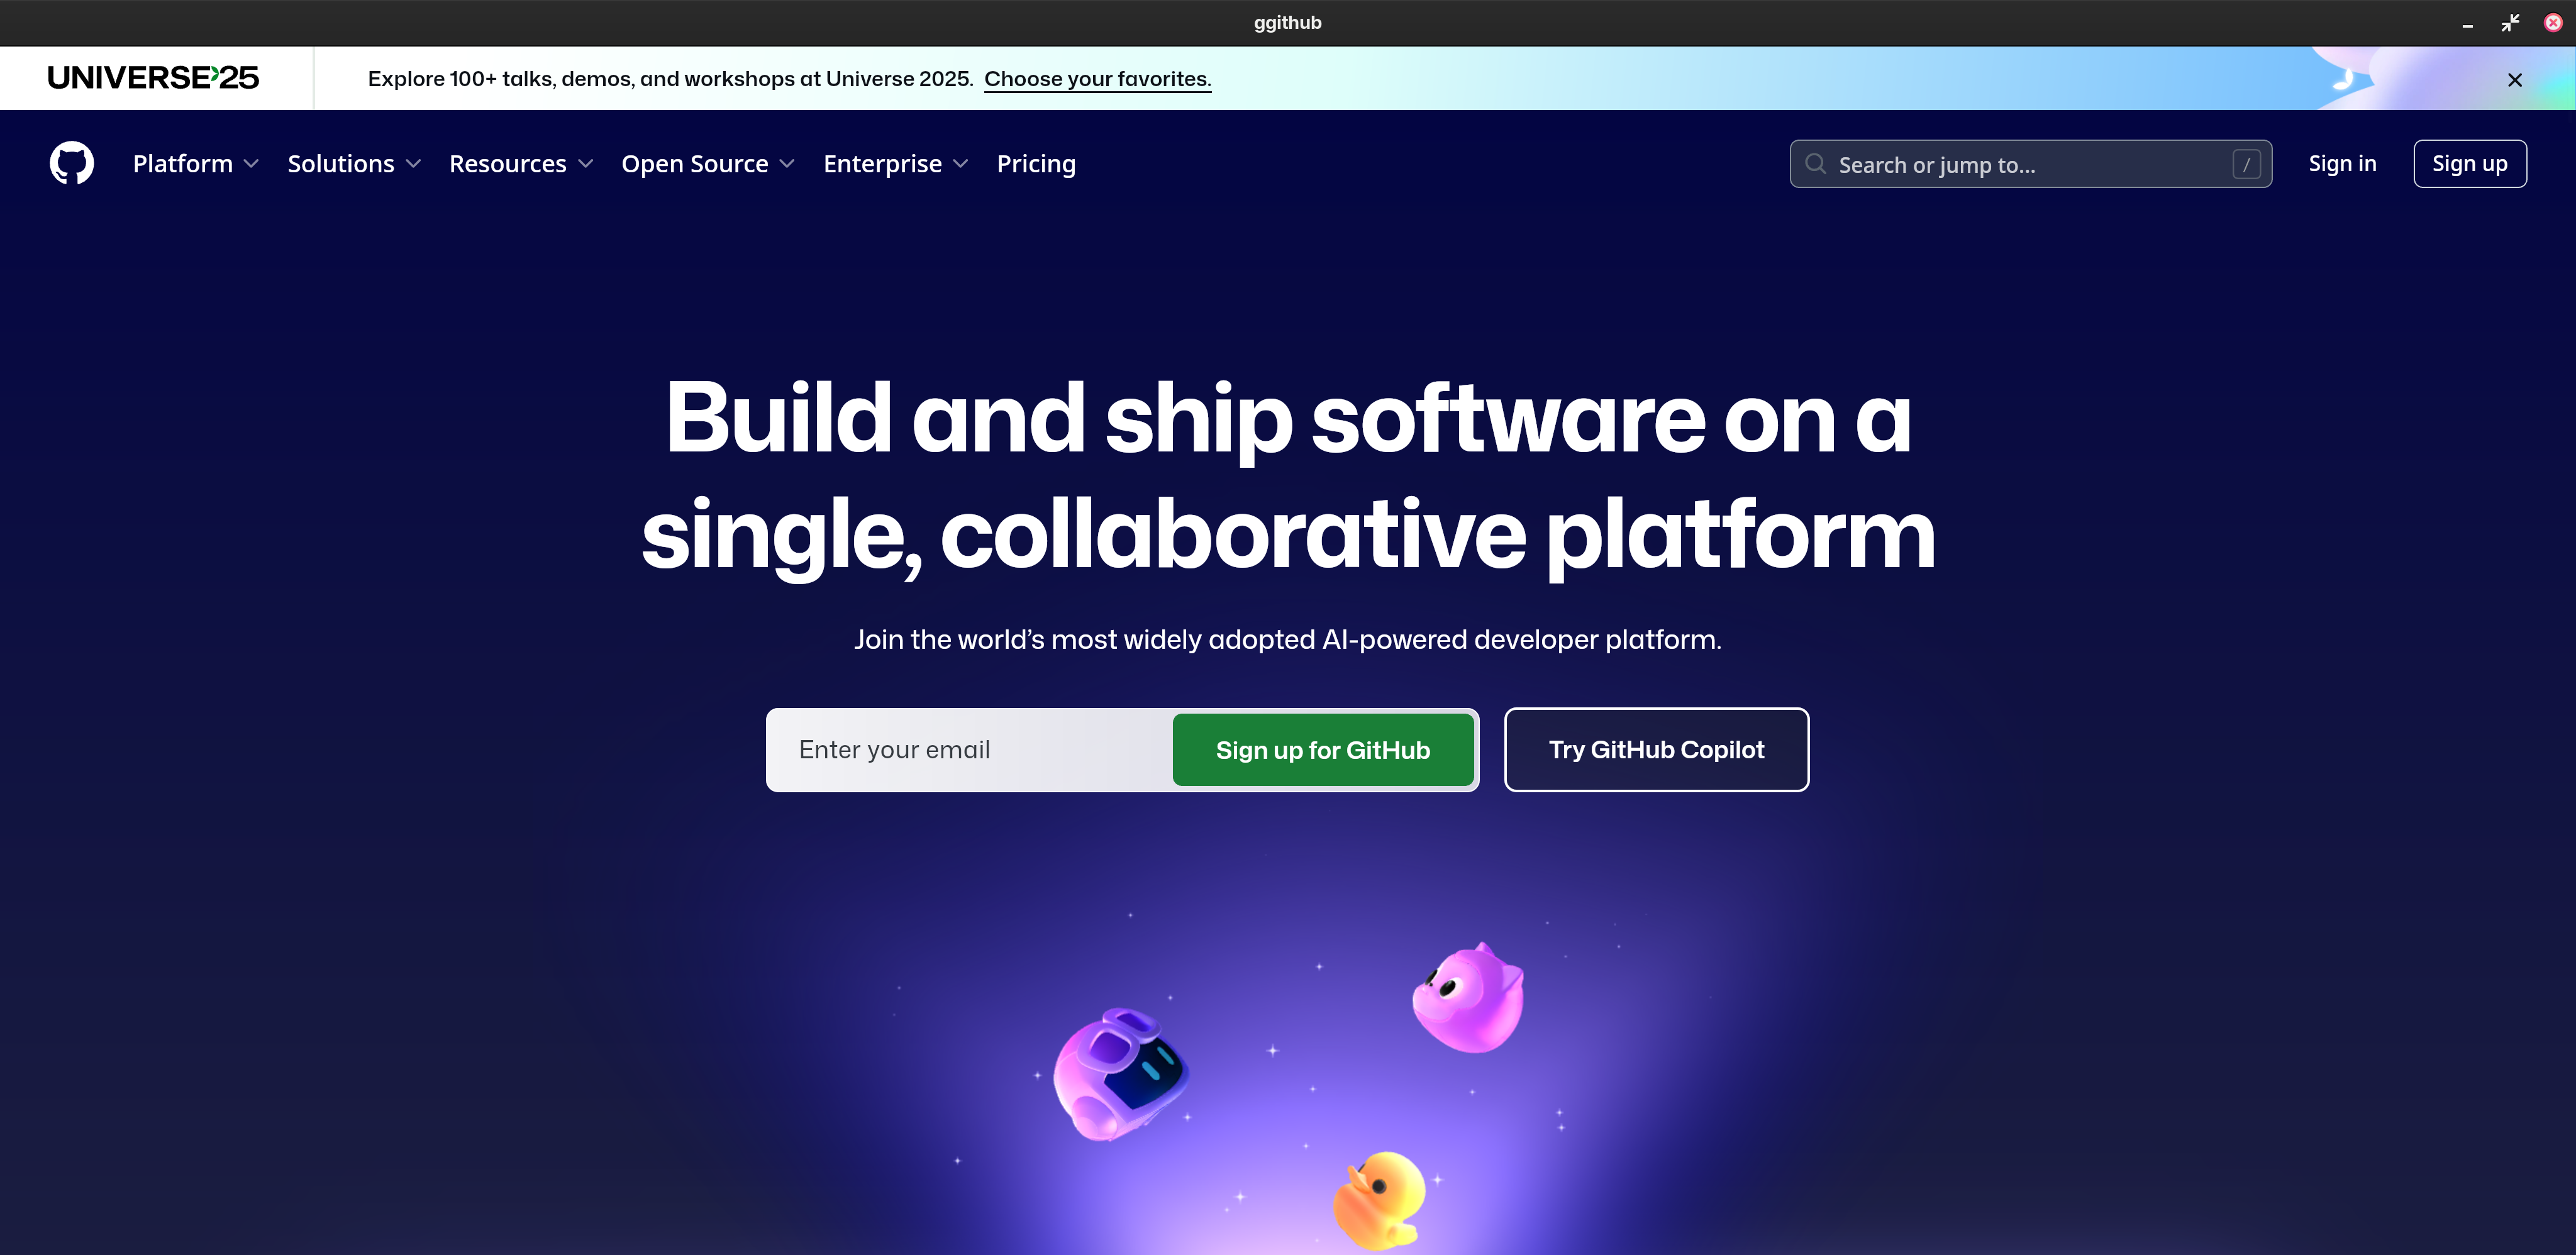 ggithub
UNIVERSE'25
Explore 100+ talks, demos, and workshops at Universe 2025. Choose your favorites.
Platform Solutions Resources Open Source Enterprise Pricing
Search or jump to... /
Sign in
Sign up
Build and ship software on a
single, collaborative platform
Join the world’s most widely adopted AI-powered developer platform.
Enter your email
Sign up for GitHub
Try GitHub Copilot